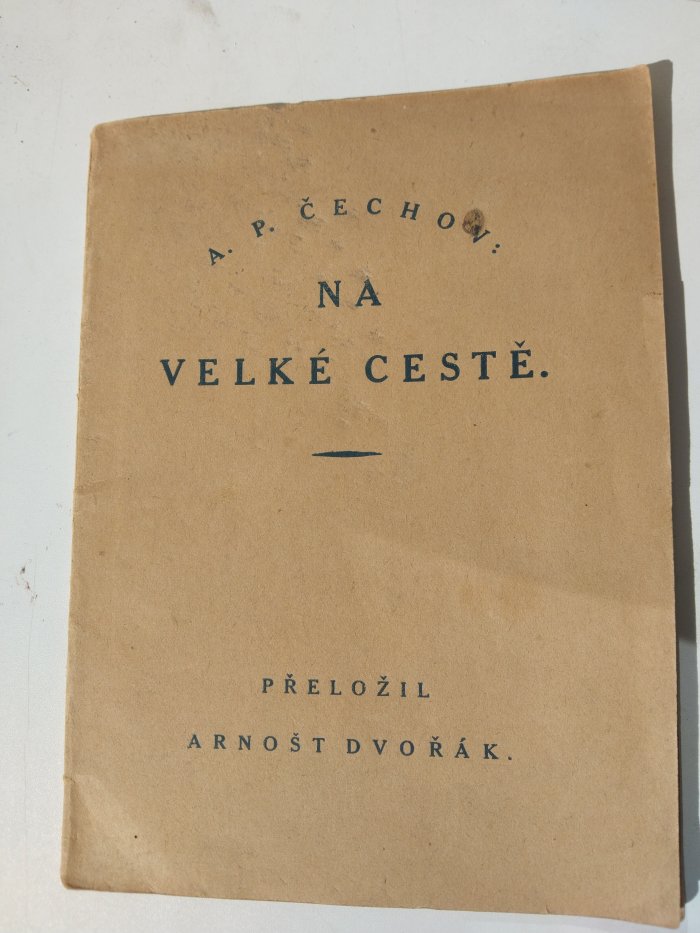 A. P. ČECHOV:
NA
VELKÉ CESTĚ.
PŘELOŽIL
ARNOŠT DVOŘÁK.